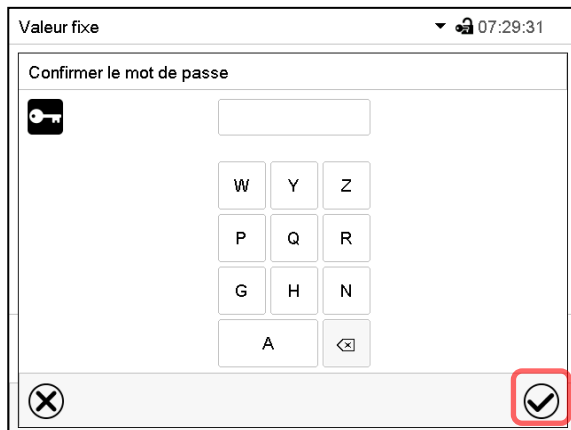 Valeur fixe 07:29:31
Confirmer le mot de passe
W Y Z
P Q R
G H N
A